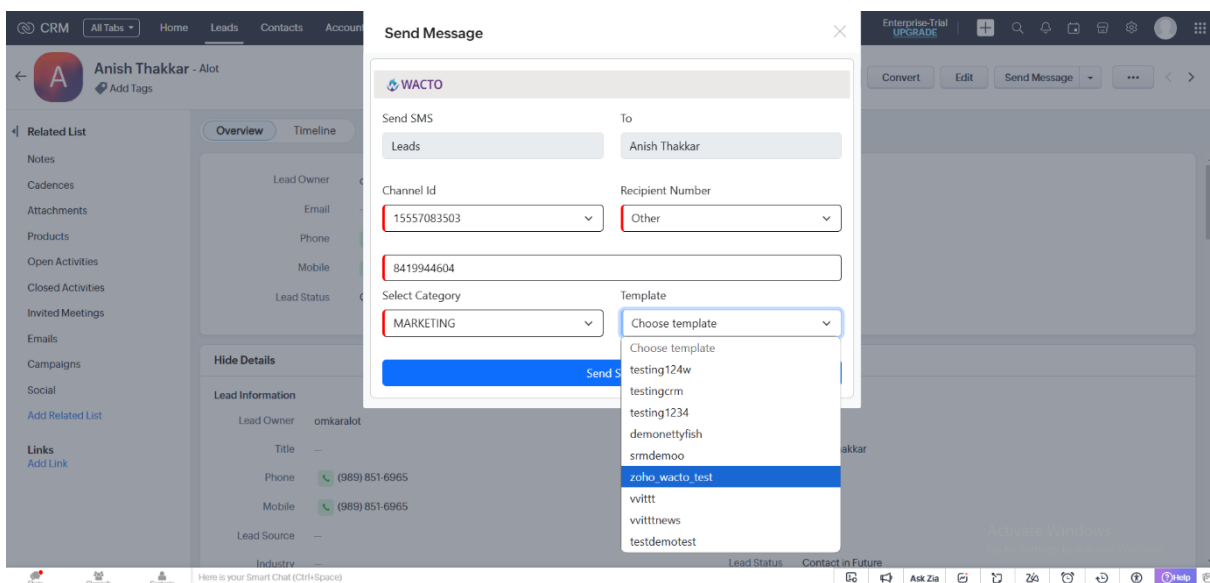 CRM All Tabs Home Leads Contacts Account
Enterprise-Trial
UPGRADE
Send Message
Anish Thakkar - Alot
Add Tags
Convert Edit Send Message
WACTO
Related List
Overview Timeline
Send SMS To
Leads Anish Thakkar
Notes
Cadences
Attachments
Products
Open Activities
Closed Activities
Invited Meetings
Emails
Campaigns
Social
Add Related List
Links
Add Link
Lead Owner
Email
Phone
Mobile
Lead Status
Channel Id Recipient Number
15557083503 Other
8419944604
Select Category Template
MARKETING Choose template
Choose template
testing124w
testingcrm
testing1234
demonettyfish
srmdemoo
zoho_wacto_test
vvittt
vvitttnews
testdemotest
Send S
Hide Details
Lead Information
Lead Owner omkaralot
Title — akkar
Phone (989) 851-6965
Mobile (989) 851-6965
Lead Source —
Industry
Lead Status Contact in Future
Activate Windows
Here is your Smart Chat (Ctrl+Space)
Ask Zia
Help